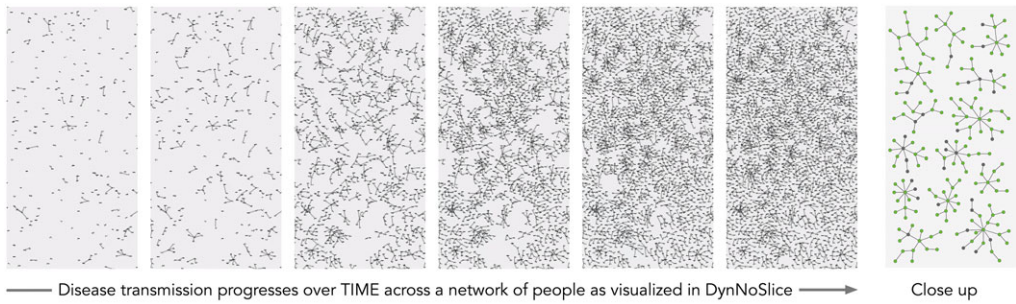 Disease transmission progresses over TIME across a network of people as visualized in DynNoSlice
Close up